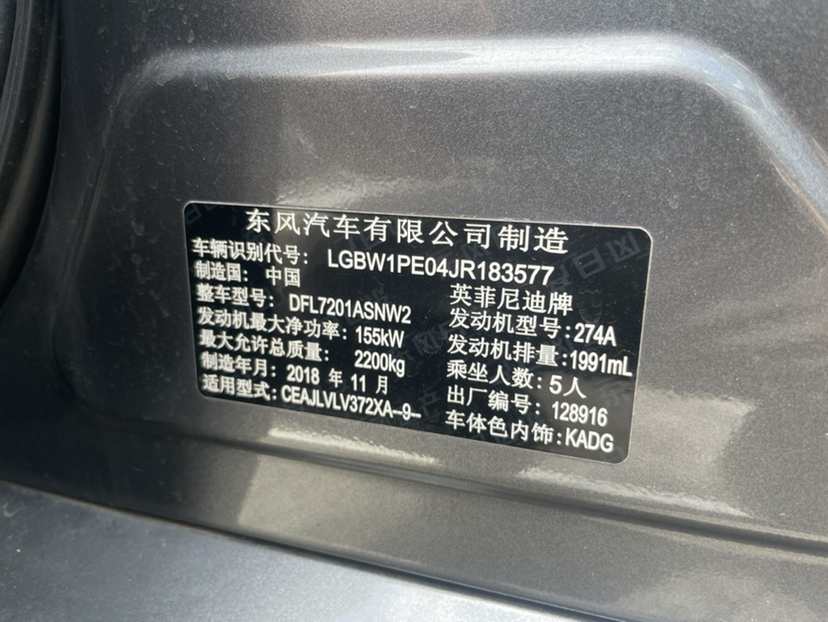 东风汽车有限公司制造
车辆识别代号: LGBW1PE04JR183577
制造国: 中国 英菲尼迪牌
整车型号: DFL7201ASNW2 发动机型号: 274A
发动机最大净功率: 155kW 发动机排量: 1991mL
最大允许总质量: 2200kg 乘坐人数: 5人
制造年月: 2018 年 11 月 出厂编号: 128916
适用型式: CEAJLVLV372XA-9- 车体色内饰: KADG